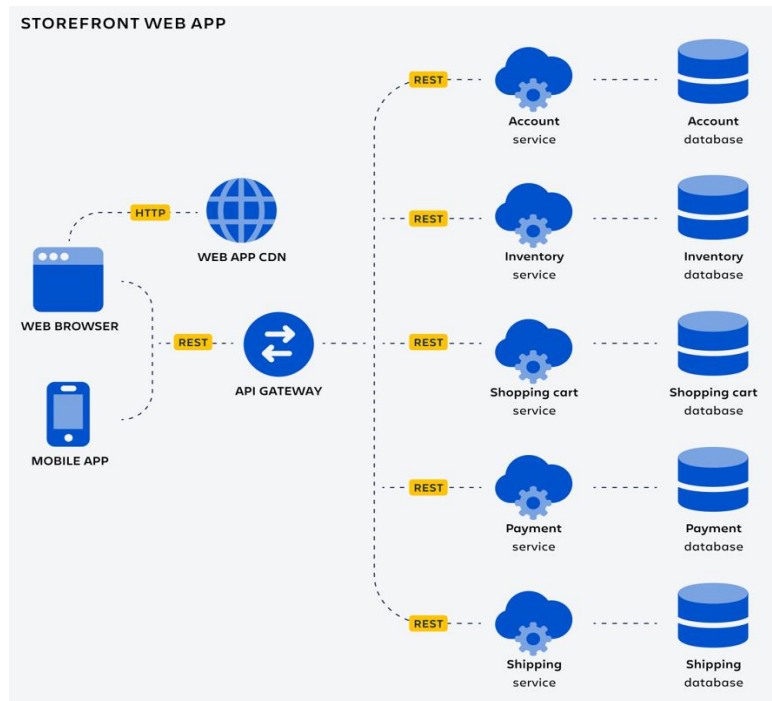 STOREFRONT WEB APP
REST
Account
service
Account
database
HTTP
WEB APP CDN
REST
Inventory
service
Inventory
database
WEB BROWSER
REST
API GATEWAY
REST
Shopping cart
service
Shopping cart
database
MOBILE APP
REST
Payment
service
Payment
database
REST
Shipping
service
Shipping
database